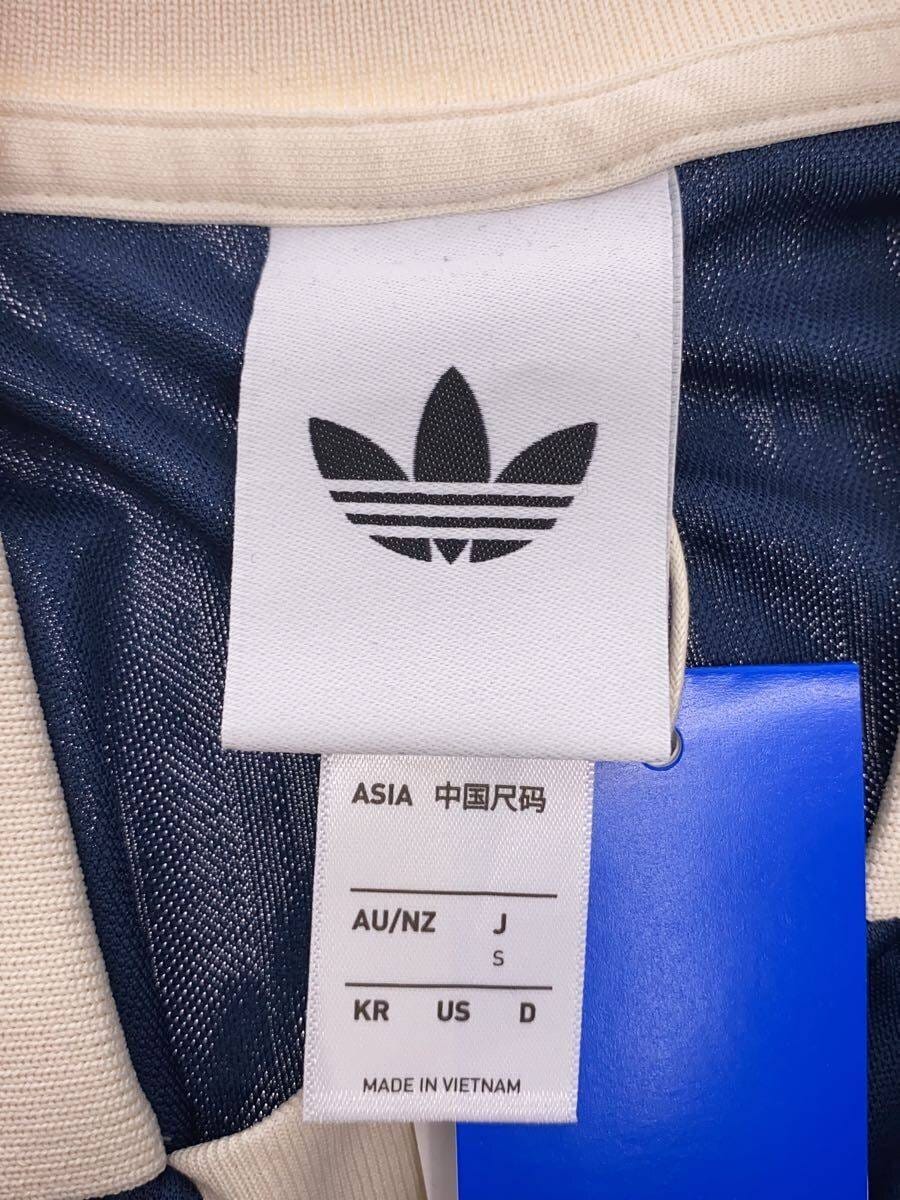 ASIA 中国尺码
AU/NZ J
S
KR US D
MADE IN VIETNAM